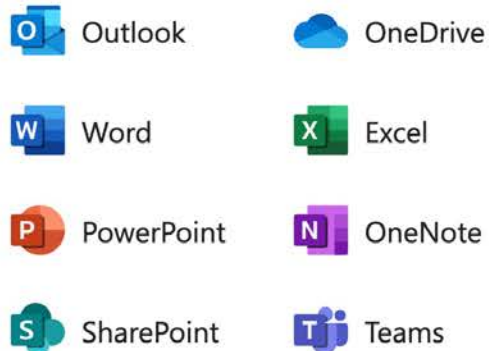 O Outlook
OneDrive
W Word
X Excel
P PowerPoint
N OneNote
S SharePoint
T Teams